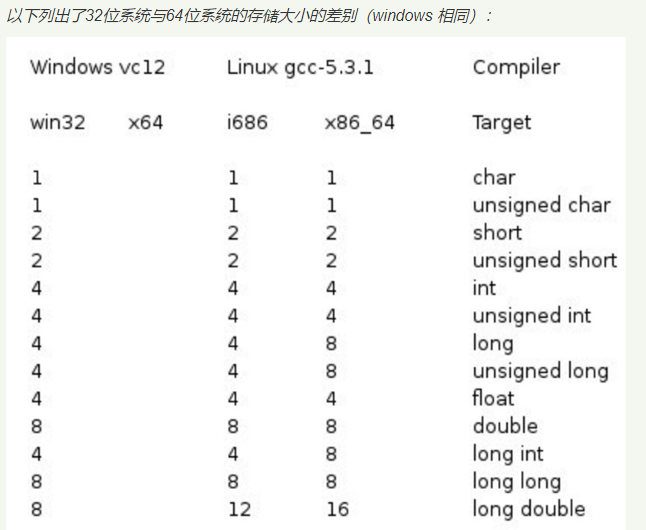 以下列出了32位系统与64位系统的存储大小的差别（windows 相同）:
Windows vc12 Linux gcc-5.3.1 Compiler
win32 x64 i686 x86_64 Target
1 1 1 char
1 1 1 unsigned char
2 2 2 short
2 2 2 unsigned short
4 4 4 int
4 4 4 unsigned int
4 4 8 long
4 4 8 unsigned long
4 4 4 float
8 8 8 double
4 4 8 long int
8 8 8 long long
8 12 16 long double